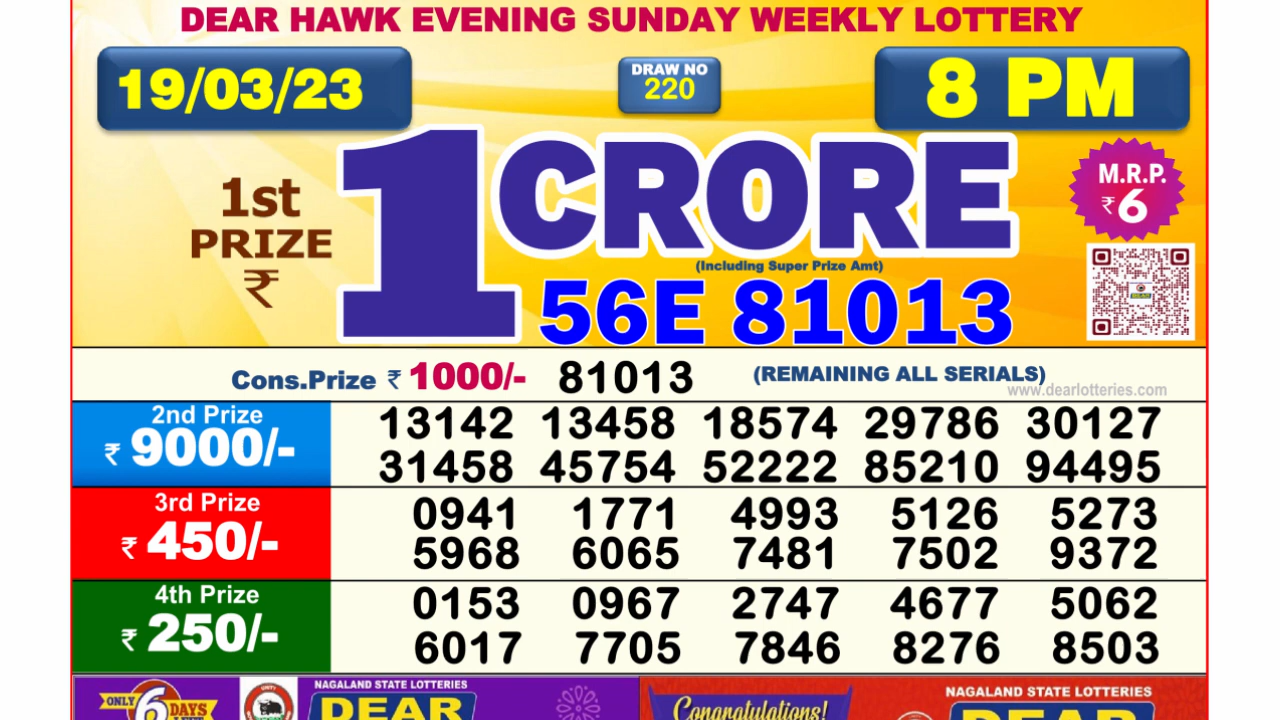 DEAR HAWK EVENING SUNDAY WEEKLY LOTTERY
19/03/23
DRAW NO
220
8 PM
1st
PRIZE
₹
1 CRORE
(Including Super Prize Amt)
56E 81013
M.R.P.
₹6
Cons.Prize ₹ 1000/- 81013 (REMAINING ALL SERIALS)
www.dearlotteries.com
2nd Prize
₹ 9000/-
13142 13458 18574 29786 30127
31458 45754 52222 85210 94495
3rd Prize
₹ 450/-
0941 1771 4993 5126 5273
5968 6065 7481 7502 9372
4th Prize
₹ 250/-
0153 0967 2747 4677 5062
6017 7705 7846 8276 8503
ONLY
6 DAYS
NAGALAND STATE LOTTERIES
DEAR
Congratulations!
NAGALAND STATE LOTTERIES
DEAR